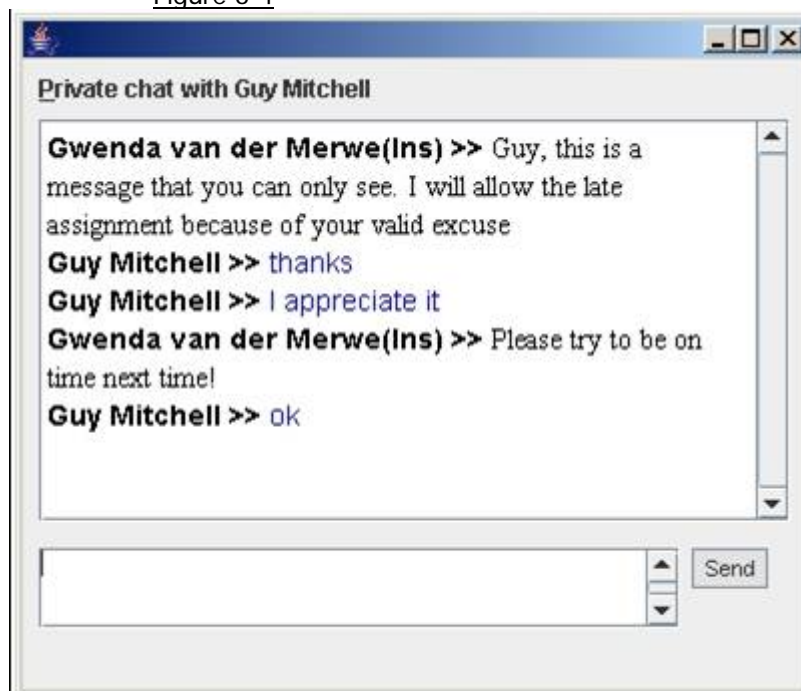 Private chat with Guy Mitchell
Gwenda van der Merwe(Ins) >> Guy, this is a
message that you can only see. I will allow the late
assignment because of your valid excuse
Guy Mitchell >> thanks
Guy Mitchell >> I appreciate it
Gwenda van der Merwe(Ins) >> Please try to be on
time next time!
Guy Mitchell >> ok
Send